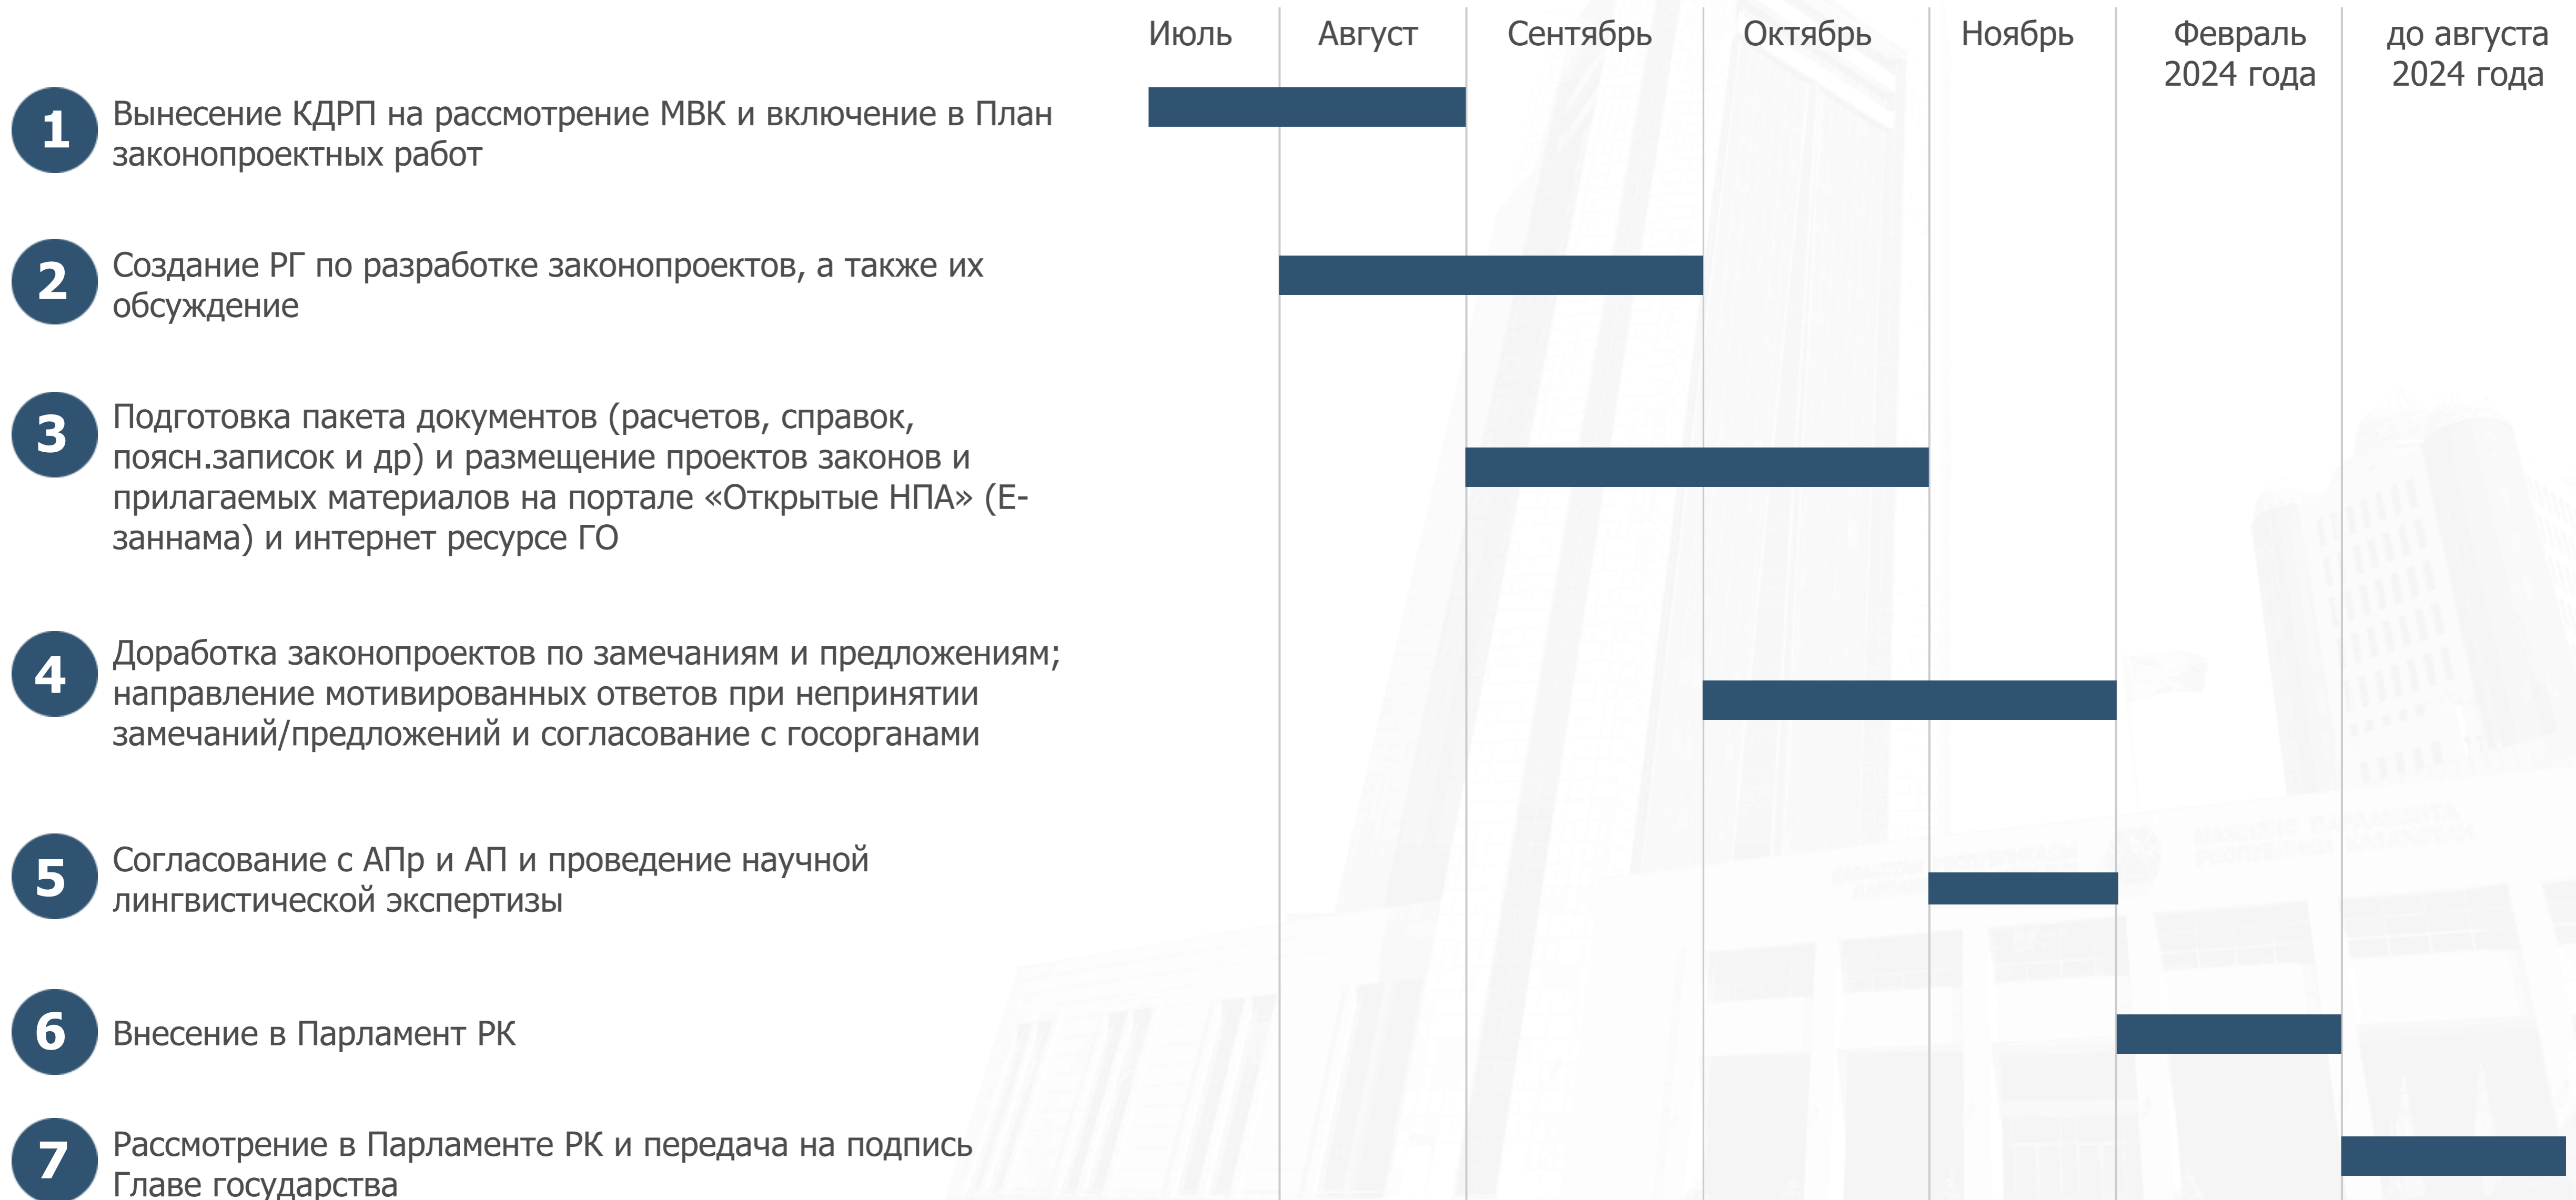 Июль
Август
Сентябрь
Октябрь
Ноябрь
Февраль
2024 года
до августа
2024 года
1
Вынесение КДРП на рассмотрение МВК и включение в План
законопроектных работ
2
Создание РГ по разработке законопроектов, а также их
обсуждение
3
Подготовка пакета документов (расчетов, справок,
поясн.записок и др) и размещение проектов законов и
прилагаемых материалов на портале «Открытые НПА» (Е-
заннама) и интернет ресурсе ГО
4
Доработка законопроектов по замечаниям и предложениям;
направление мотивированных ответов при непринятии
замечаний/предложений и согласование с госорганами
5
Согласование с АПр и АП и проведение научной
лингвистической экспертизы
6
Внесение в Парламент РК
7
Рассмотрение в Парламенте РК и передача на подпись
Главе государства